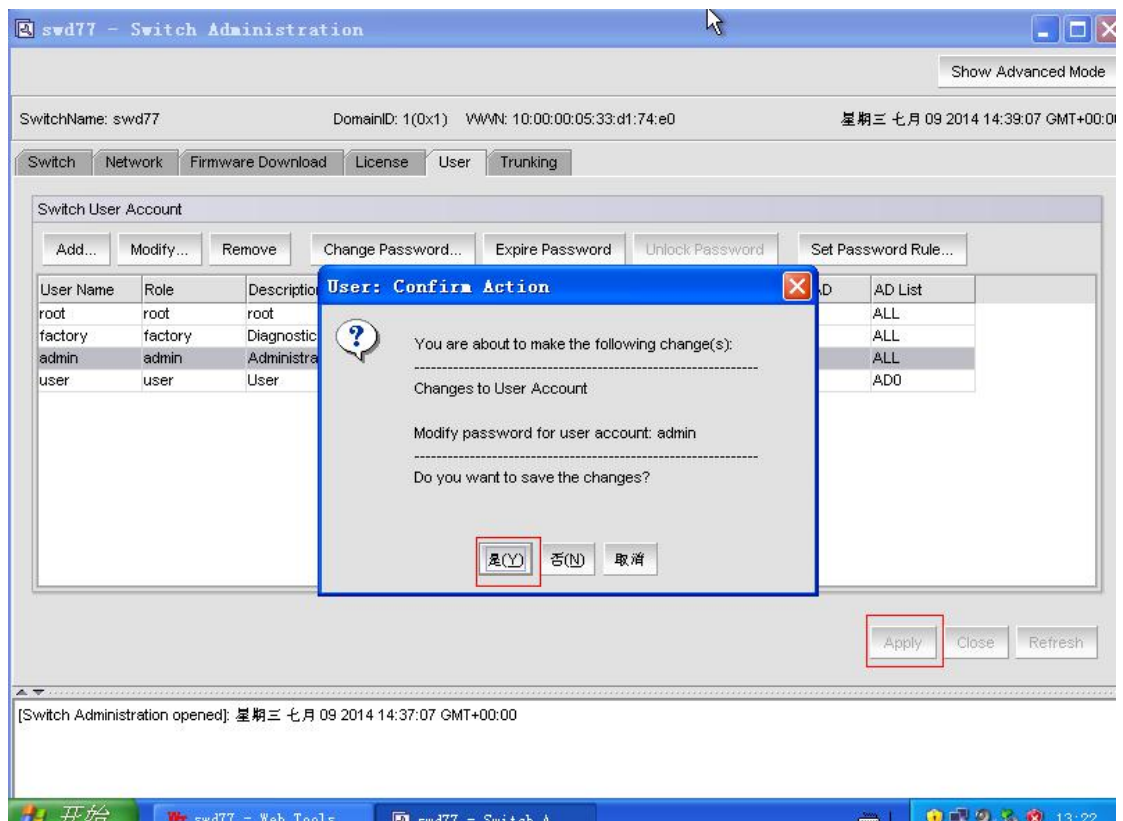 swd77 - Switch Administration
Show Advanced Mode
SwitchName: swd77 DomainID: 1(0x1) WWN: 10:00:00:05:33:d1:74:e0 星期三 七月 09 2014 14:39:07 GMT+00:0
Switch Network Firmware Download License User Trunking
Switch User Account
Add... Modify... Remove Change Password... Expire Password Unlock Password Set Password Rule...
User Name Role Descriptio AD List
root root root ALL
factory factory Diagnostic ALL
admin admin Administra ALL
user user User AD0
User: Confirm Action
You are about to make the following change(s):
Changes to User Account
Modify password for user account: admin
Do you want to save the changes?
是(Y) 否(N) 取消
Apply Close Refresh
[Switch Administration opened]: 星期三 七月 09 2014 14:37:07 GMT+00:00
开始 swd77 - Web Tools swd77 - Switch A 13:22